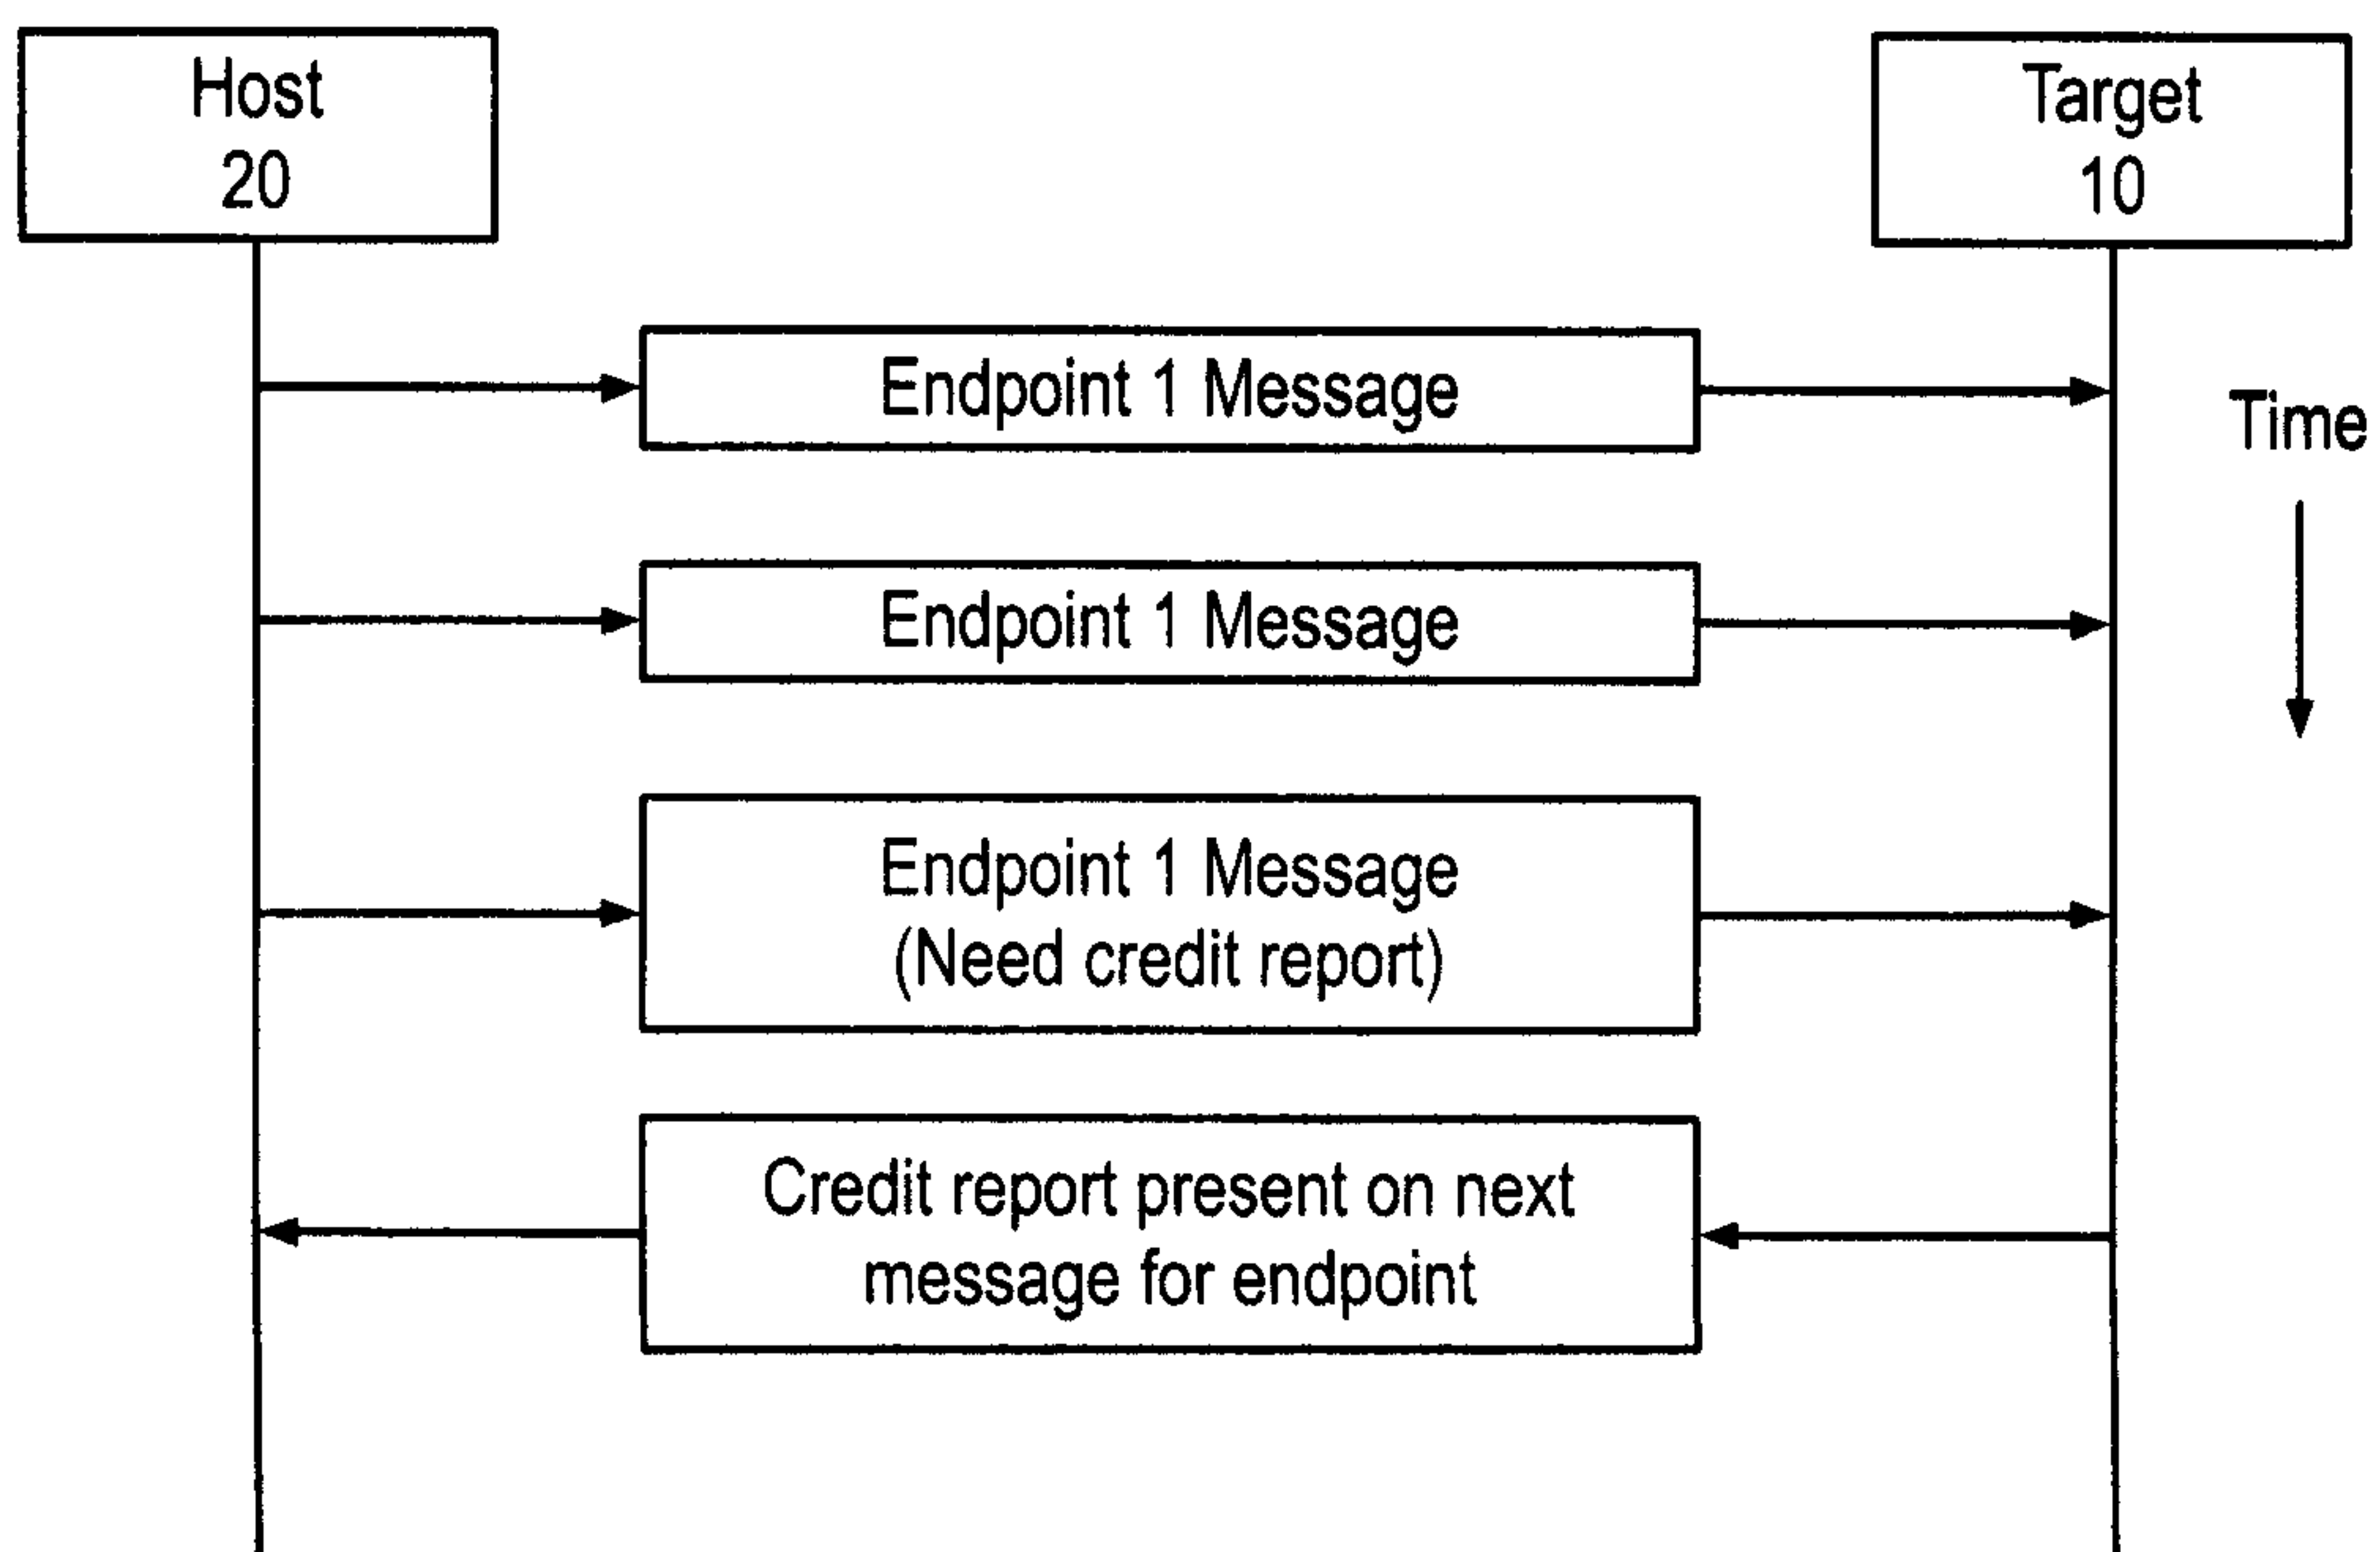 Host
20
Target
10
Endpoint 1 Message
Time
Endpoint 1 Message
Endpoint 1 Message
(Need credit report)
Credit report present on next
message for endpoint